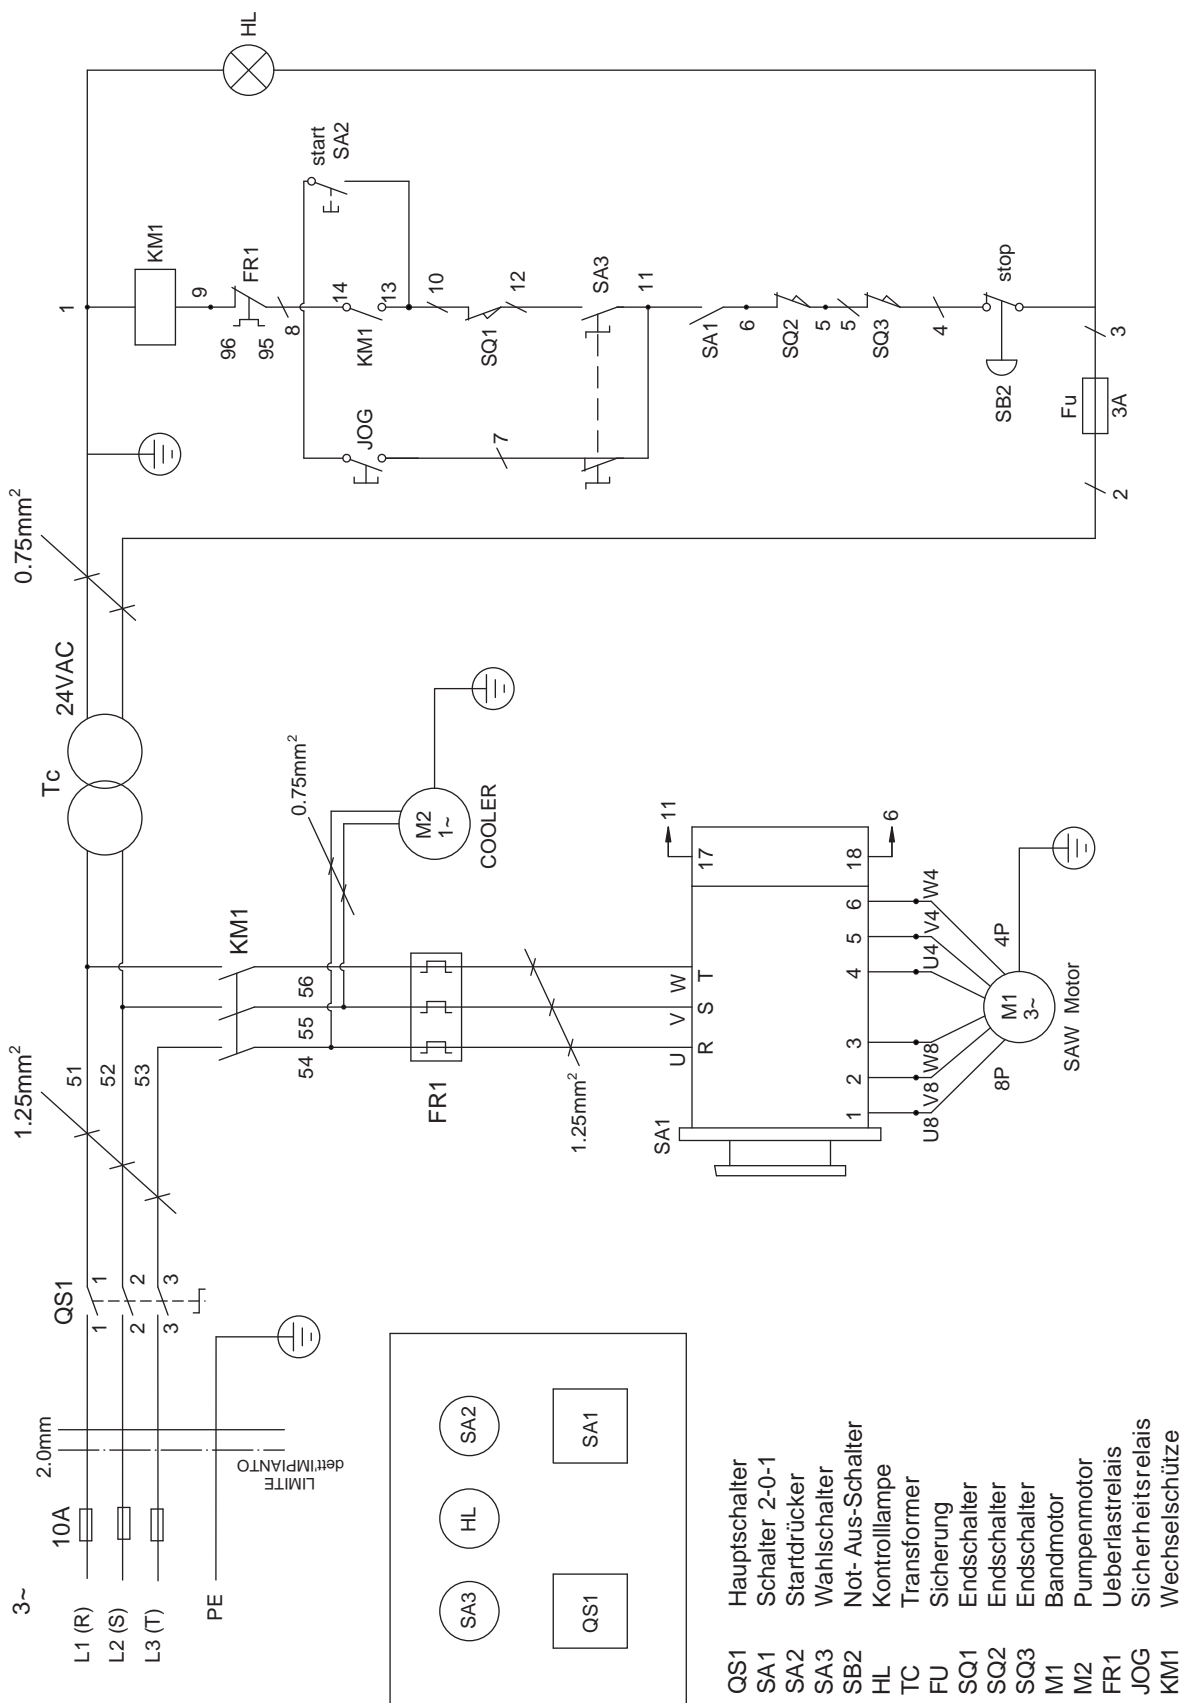 3~
L1 (R)
L2 (S)
L3 (T)
PE
10A
2.0mm
LIMITE
dell'IMPIANTO
QS1
1
2
3
1
2
3
1.25mm²
51
52
53
Tc
24VAC
0.75mm²
KM1
54
55
56
FR1
0.75mm²
M2
1~
COOLER
1.25mm²
SA1
U V W
R S T
17
11
18
6
1 2 3 4 5 6
U8 V8 W8 U4 V4 W4
8P
4P
M1
3~
SAW Motor
1
HL
KM1
9
FR1
96
95
8
start
SA2
14
13
KM1
JOG
10
SQ1
12
7
SA3
11
SA1
6
SQ2
5
5
SQ3
4
SB2
stop
3
Fu
3A
2
SA3
HL
SA2
QS1
SA1
QS1 Hauptschalter
SA1 Schalter 2-0-1
SA2 Startdrücker
SA3 Wahlschalter
SB2 Not- Aus-Schalter
HL Kontrolllampe
TC Transformer
FU Sicherung
SQ1 Endschalter
SQ2 Endschalter
SQ3 Endschalter
M1 Bandmotor
M2 Pumpenmotor
FR1 Ueberlastrelais
JOG Sicherheitsrelais
KM1 Wechselschütze